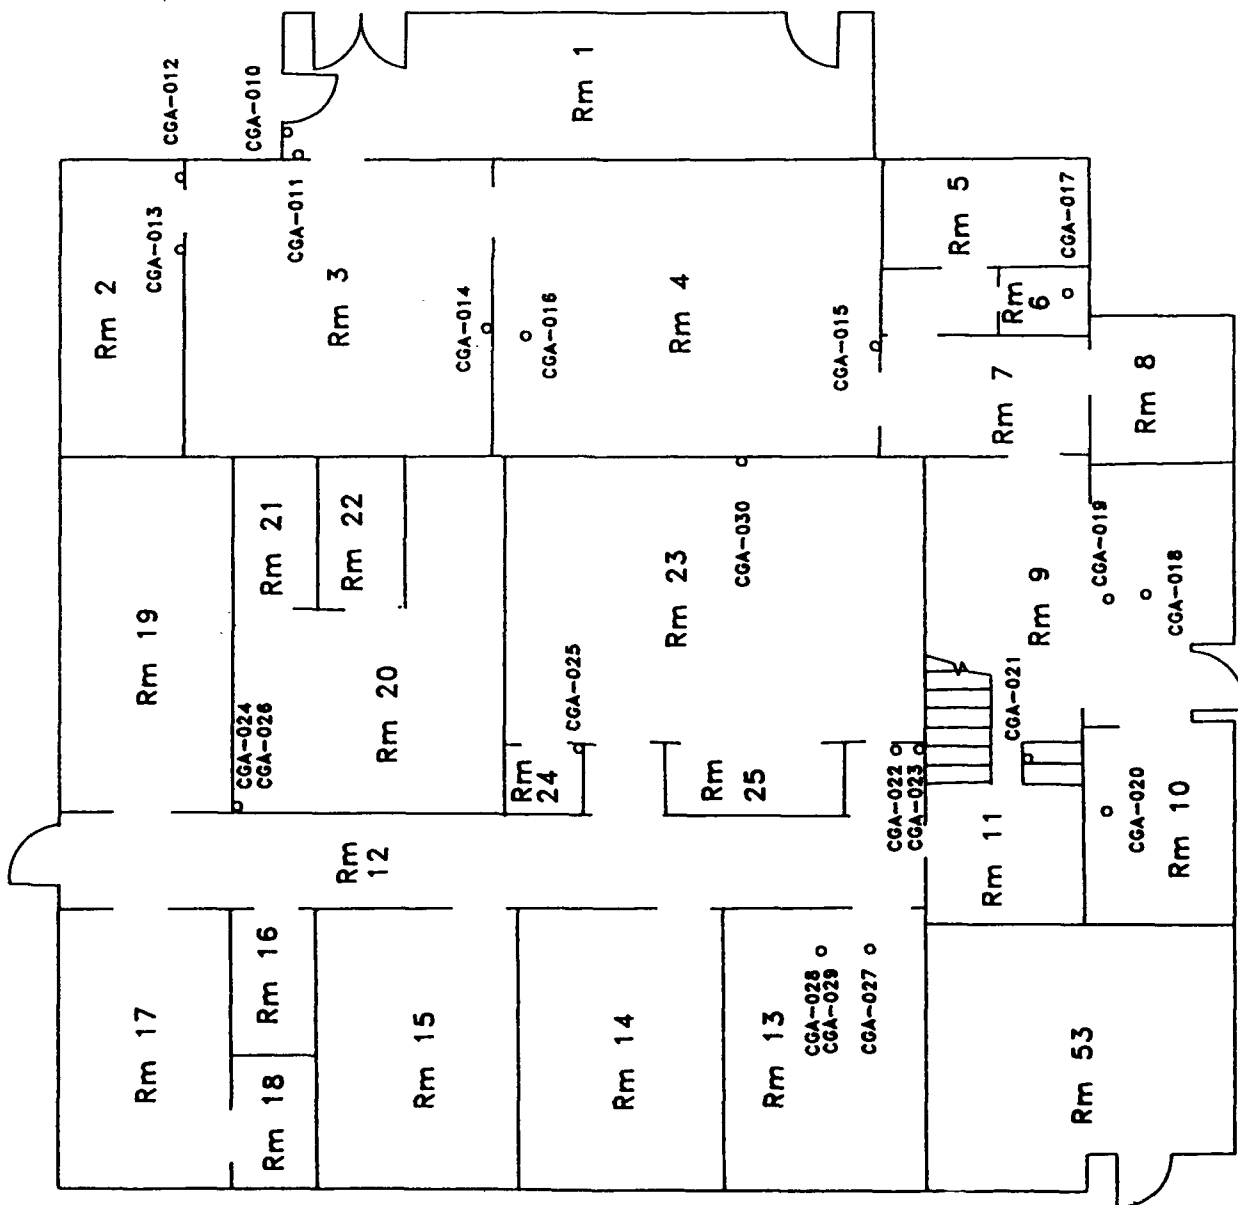 CGA-012
CGA-010
Rm 1
CGA-013
CGA-011
Rm 2
Rm 3
CGA-014
CGA-016
Rm 4
CGA-015
Rm 5
CGA-017
Rm
6
Rm 7
Rm 8
Rm 19
Rm 21
Rm 22
CGA-030
Rm 23
CGA-019
CGA-018
Rm 9
CGA-021
CGA-024
CGA-026
Rm 20
CGA-025
Rm
24
Rm
25
CGA-022
CGA-023
Rm 11
CGA-020
Rm 10
Rm
12
Rm 17
Rm 16
Rm 18
Rm 15
Rm 14
Rm 13
CGA-028
CGA-029
CGA-027
Rm 53